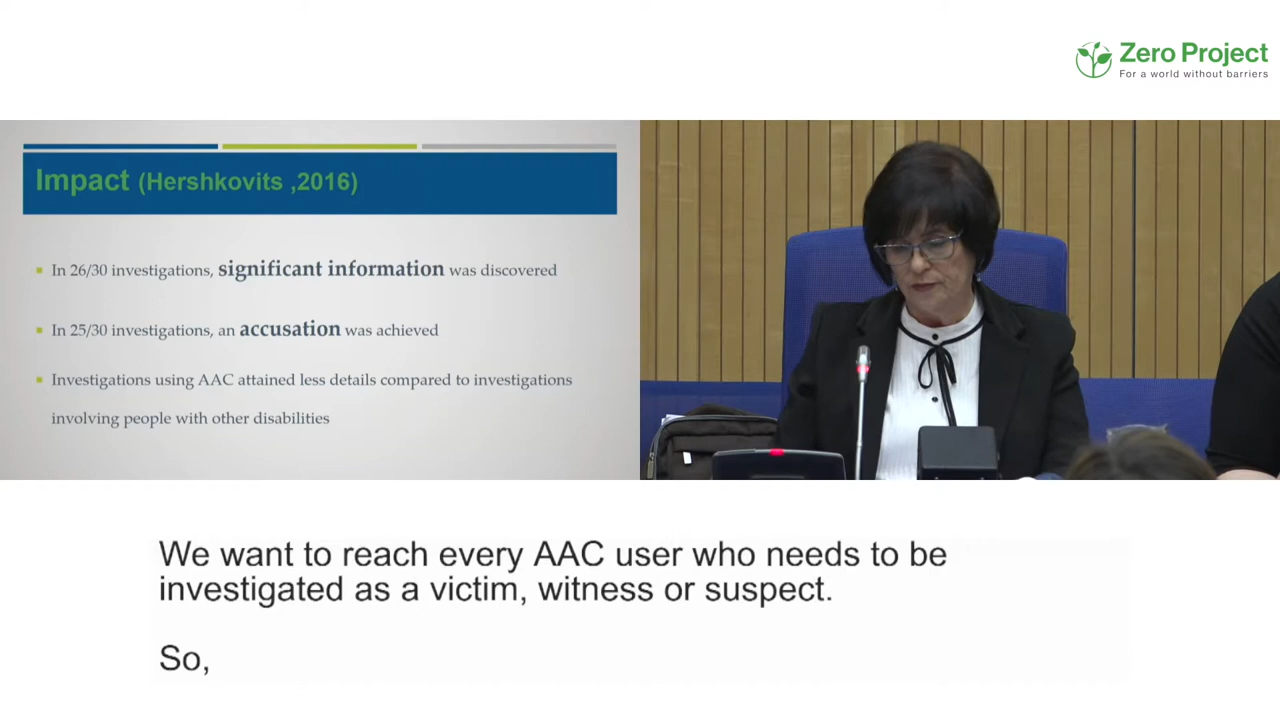 Zero Project
For a world without barriers
Impact (Hershkovits ,2016)
In 26/30 investigations, significant information was discovered
In 25/30 investigations, an accusation was achieved
Investigations using AAC attained less details compared to investigations
involving people with other disabilities
We want to reach every AAC user who needs to be
investigated as a victim, witness or suspect.
So,